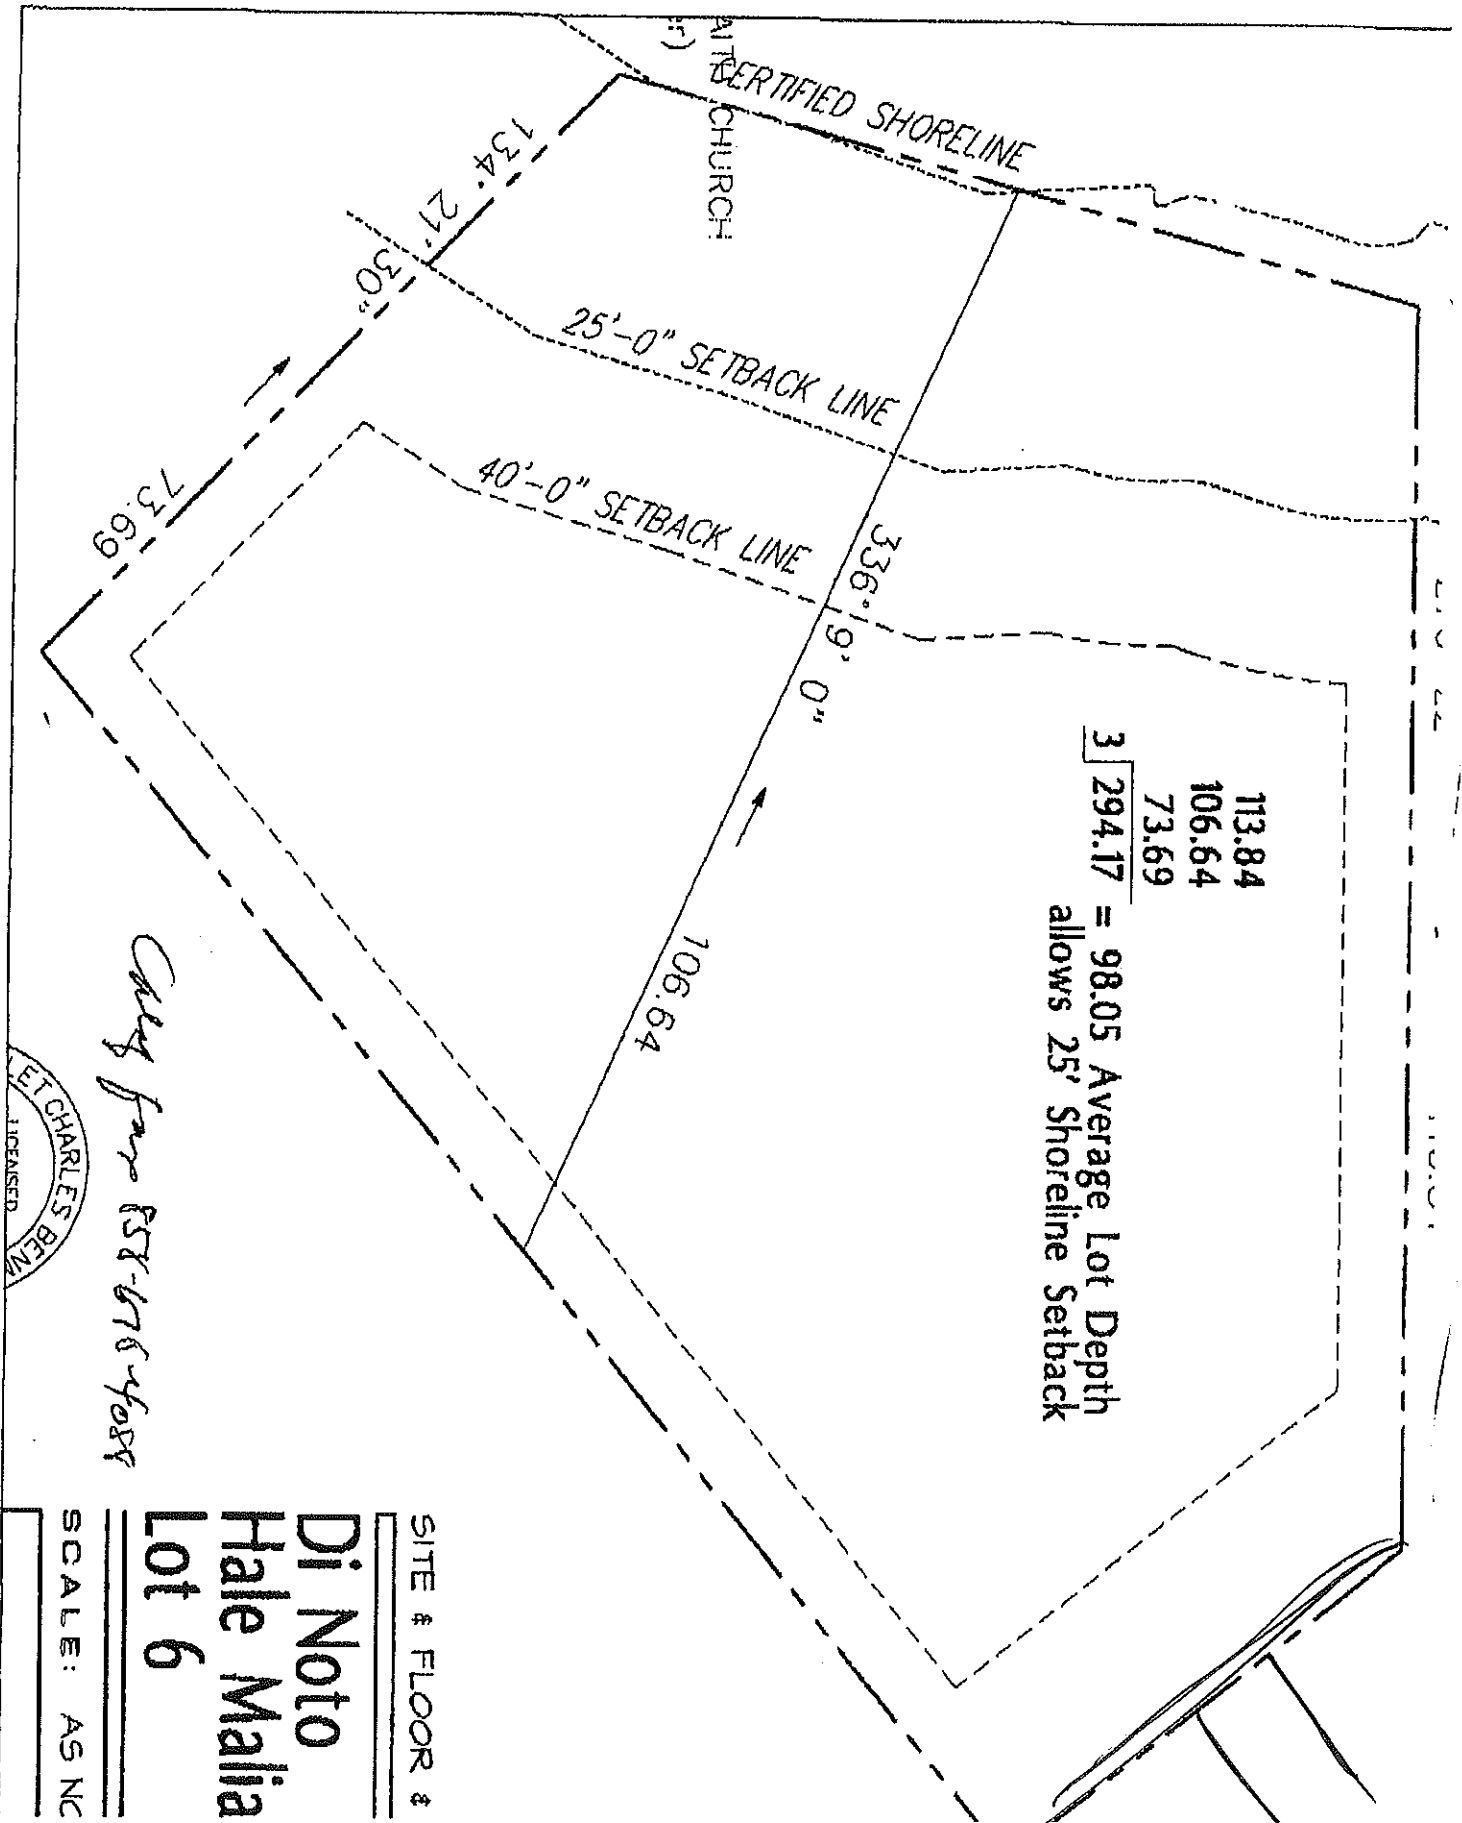 CERTIFIED SHORELINE
CHURCH
134° 21' 30"
73.69
25'-0" SETBACK LINE
40'-0" SETBACK LINE
336° 9' 0"
106.64
113.84
106.64
73.69
3 294.17 = 98.05 Average Lot Depth
allows 25' Shoreline Setback
CHARLES
LICENSED
SITE & FLOOR &
Di Noto
Hale Malia
Lot 6
SCALE: AS NO